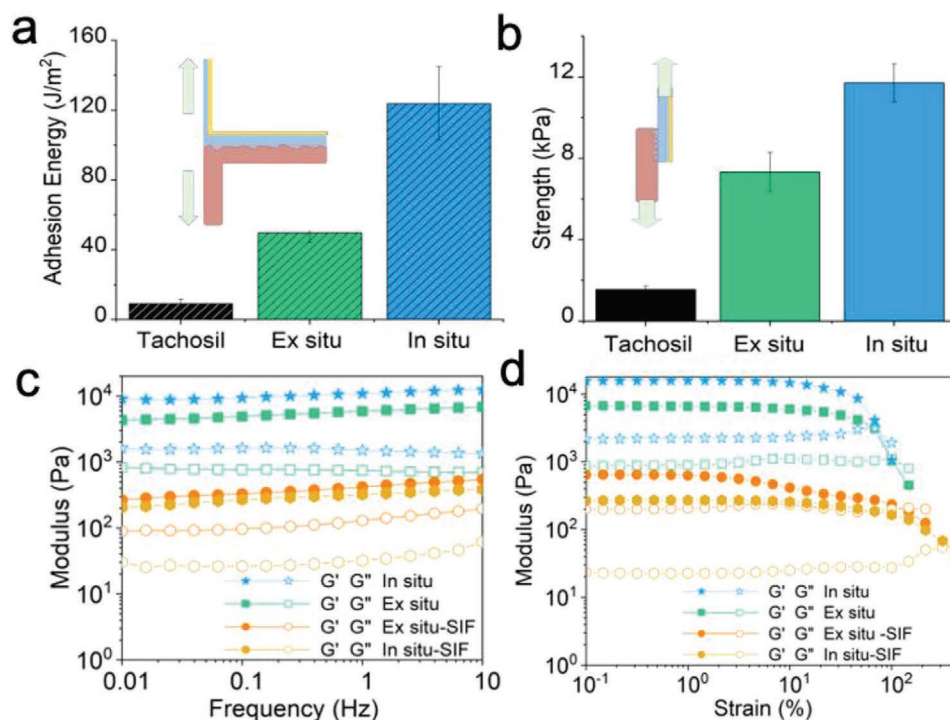 a
Adhesion Energy (J/m²)
160
120
80
40
0
Tachosil Ex situ In situ
b
Strength (kPa)
12
8
4
0
Tachosil Ex situ In situ
c
Modulus (Pa)
10⁴
10³
10²
10¹
10⁰
G' G" In situ
G' G" Ex situ
G' G" Ex situ-SIF
G' G" In situ-SIF
0.01 0.1 1 10
Frequency (Hz)
d
Modulus (Pa)
10⁴
10³
10²
10¹
10⁰
G' G" In situ
G' G" Ex situ
G' G" Ex situ -SIF
G' G" In situ-SIF
10⁻¹ 10⁰ 10¹ 10²
Strain (%)